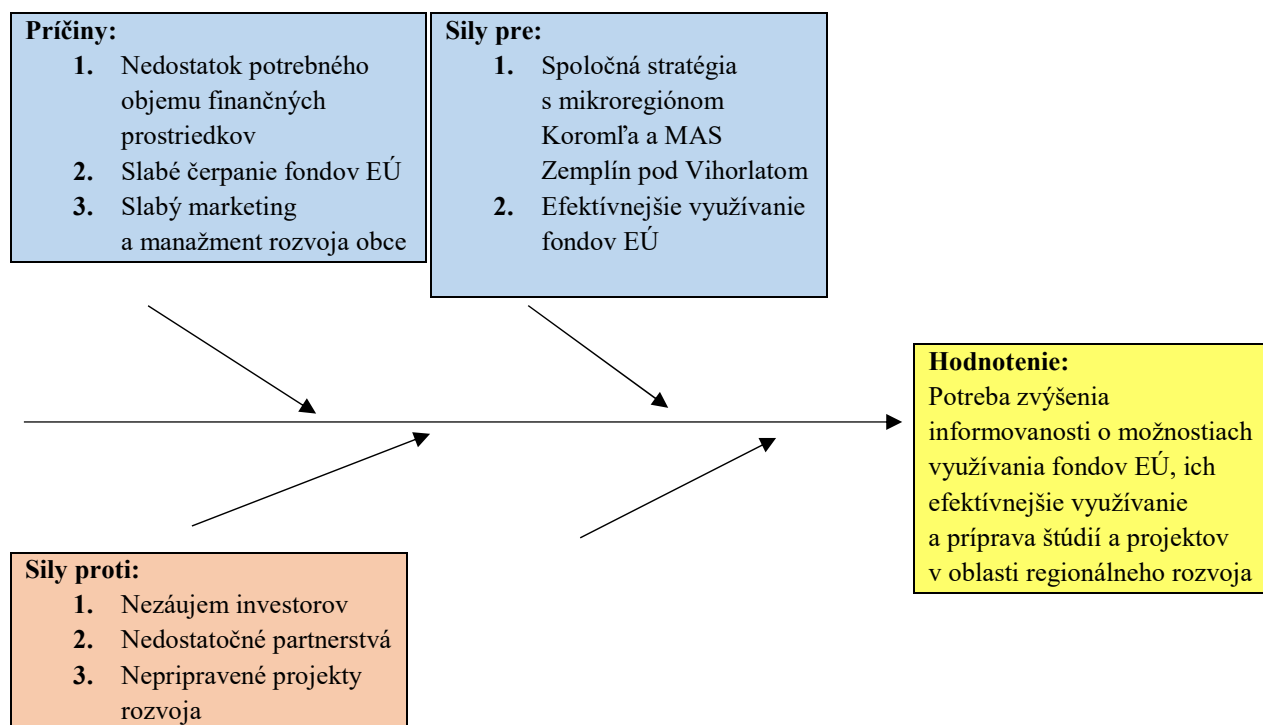 Príčiny:
1. Nedostatok potrebného
objemu finančných
prostriedkov
2. Slabé čerpanie fondov EÚ
3. Slabý marketing
a manažment rozvoja obce
Sily pre:
1. Spoločná stratégia
s mikroregiónom
Koromľa a MAS
Zemplín pod Vihorlatom
2. Efektívnejšie využívanie
fondov EÚ
Hodnotenie:
Potreba zvýšenia
informovanosti o možnostiach
využívania fondov EÚ, ich
efektívnejšie využívanie
a príprava štúdií a projektov
v oblasti regionálneho rozvoja
Sily proti:
1. Nezáujem investorov
2. Nedostatočné partnerstvá
3. Nepripravené projekty
rozvoja